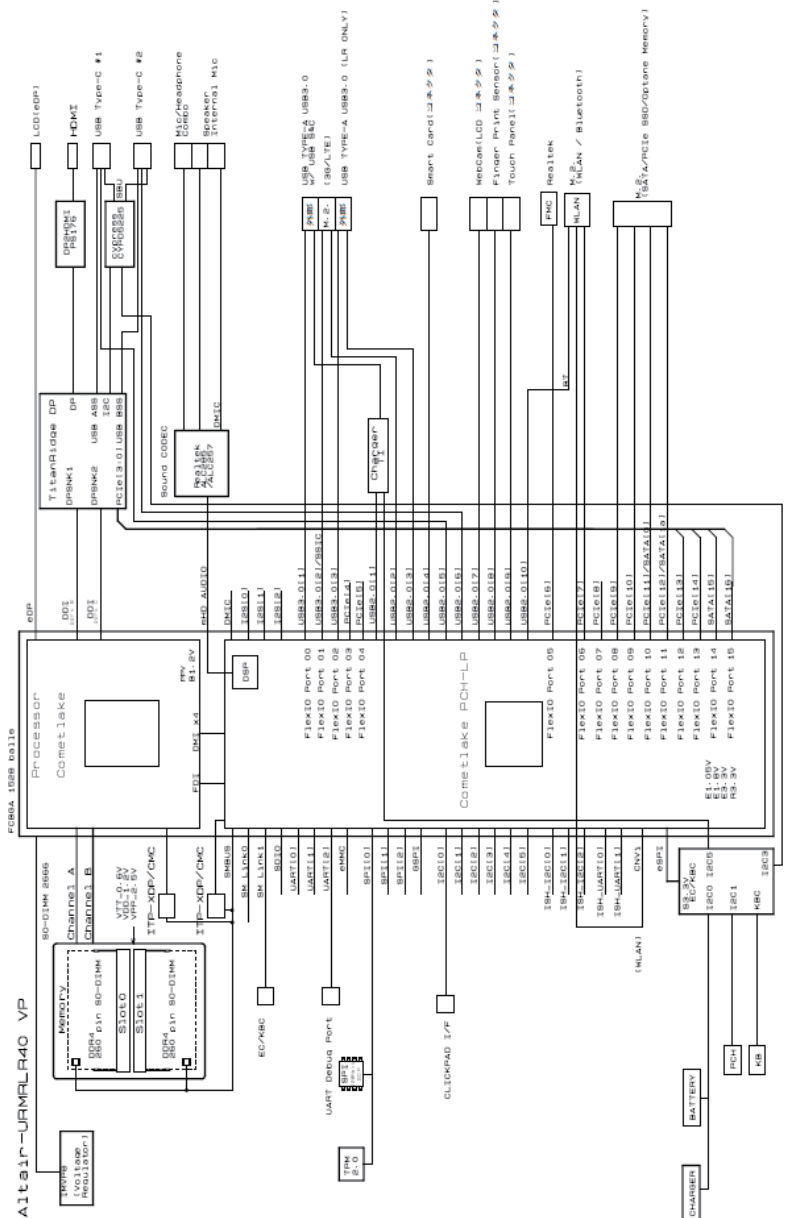 Altair-URMRLR40 VP
IMVP8
(Voltage
Regulator)
Memory
DDR4
260 pin SO-DIMM
Slot0
Slot1
DDR4
260 pin SO-DIMM
SO-DIMM 2666
Channel A
Channel B
VTT-0.6V
VDD-1.2V
VPP-2.5V
ITP-XDP/CMC
ITP-XDP/CMC
FCBGA 1528 balls
Processor
Cometlake
B1.2V
FDI
DMI X4
eDP
DDI
DDI
TitanRidge DP
DPSNK1
DP
DPSNK2
USB ASS
I2C
PCIe[3:0]
USB BSS
DP2HDMI
PS176
Cypress
CYPD5225
SBU
LCD(eDP)
HDMI
USB Type-C #1
USB Type-C #2
Mic/Headphone
combo
Speaker
Internal Mic
Sound CODEC
Realtek
/ALC257
DMIC
eHD AUDIO
DSP
Cometlake PCH-LP
SMBUS
SM Link0
SM Link1
SDIO
UART[0]
UART[1]
UART[2]
eMMC
SPI[0]
SPI[1]
SPI[2]
GSPI
I2C[0]
I2C[1]
I2C[2]
I2C[3]
I2C[4]
I2C[5]
ISH_I2C[0]
ISH_I2C[1]
ISH_I2C[2]
ISH_UART[0]
ISH_UART[1]
CNVi
eSPI
EC/KBC
UART Debug Port
SPI
TPM
2.0
CLICKPAD I/F
(WLAN)
FlexIO Port 00
FlexIO Port 01
FlexIO Port 02
FlexIO Port 03
FlexIO Port 04
FlexIO Port 05
FlexIO Port 06
FlexIO Port 07
FlexIO Port 08
FlexIO Port 09
FlexIO Port 10
FlexIO Port 11
FlexIO Port 12
FlexIO Port 13
FlexIO Port 14
FlexIO Port 15
E1.05V
E1.8V
E3.3V
R3.3V
DMIC
I2S[0]
I2S[1]
I2S[2]
USB3.0[1]
USB3.0[2]/SSIC
USB3.0[3]
PCIe[4]
PCIe[5]
USB2.0[1]
USB2.0[2]
USB2.0[3]
USB2.0[4]
USB2.0[5]
USB2.0[6]
USB2.0[7]
USB2.0[8]
USB2.0[9]
USB2.0[10]
PCIe[6]
PCIe[7]
PCIe[8]
PCIe[9]
PCIe[10]
PCIe[11]/SATA[0]
PCIe[12]/SATA[1a]
PCIe[13]
PCIe[14]
SATA[15]
SATA[16]
Charger
TI
BT
外部
M.2.
外部
USB TYPE-A USB3.0
W/ USB S&C
(3G/LTE)
USB TYPE-A USB3.0 (LR ONLY)
Smart Card(コネクタ)
WebCam(LCD コネクタ)
Finger Print Sensor(コネクタ)
Touch Panel(コネクタ)
FMC
Realtek
WLAN
M.2.
(WLAN / Bluetooth)
M.2.
(SATA/PCIe SSD/Optane Memory)
S3.3V
EC/KBC
I2C0
I2C5
I2C1
KBC
I2C3
CHARGER
BATTERY
PCH
KB